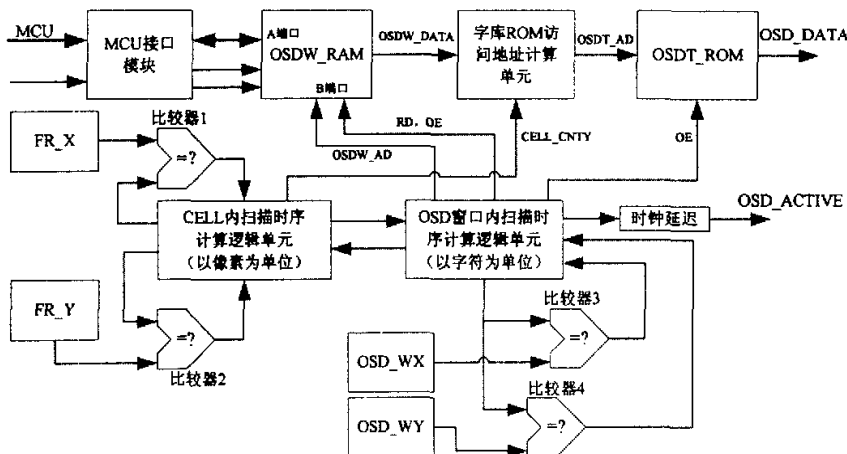 MCU
MCU接口
模块
A端口
OSDW_RAM
B端口
OSDW_DATA
字库ROM访
问地址计算
单元
OSDT_AD
OSDT_ROM
OSD_DATA
比较器1
FR_X
=?
RD, OE
OSDW_AD
CELL_CNTY
OE
CELL内扫描时序
计算逻辑单元
(以像素为单位)
OSD窗口内扫描时
序计算逻辑单元
(以字符为单位)
时钟延迟
OSD_ACTIVE
FR_Y
=?
比较器2
比较器3
=?
OSD_WX
比较器4
=?
OSD_WY